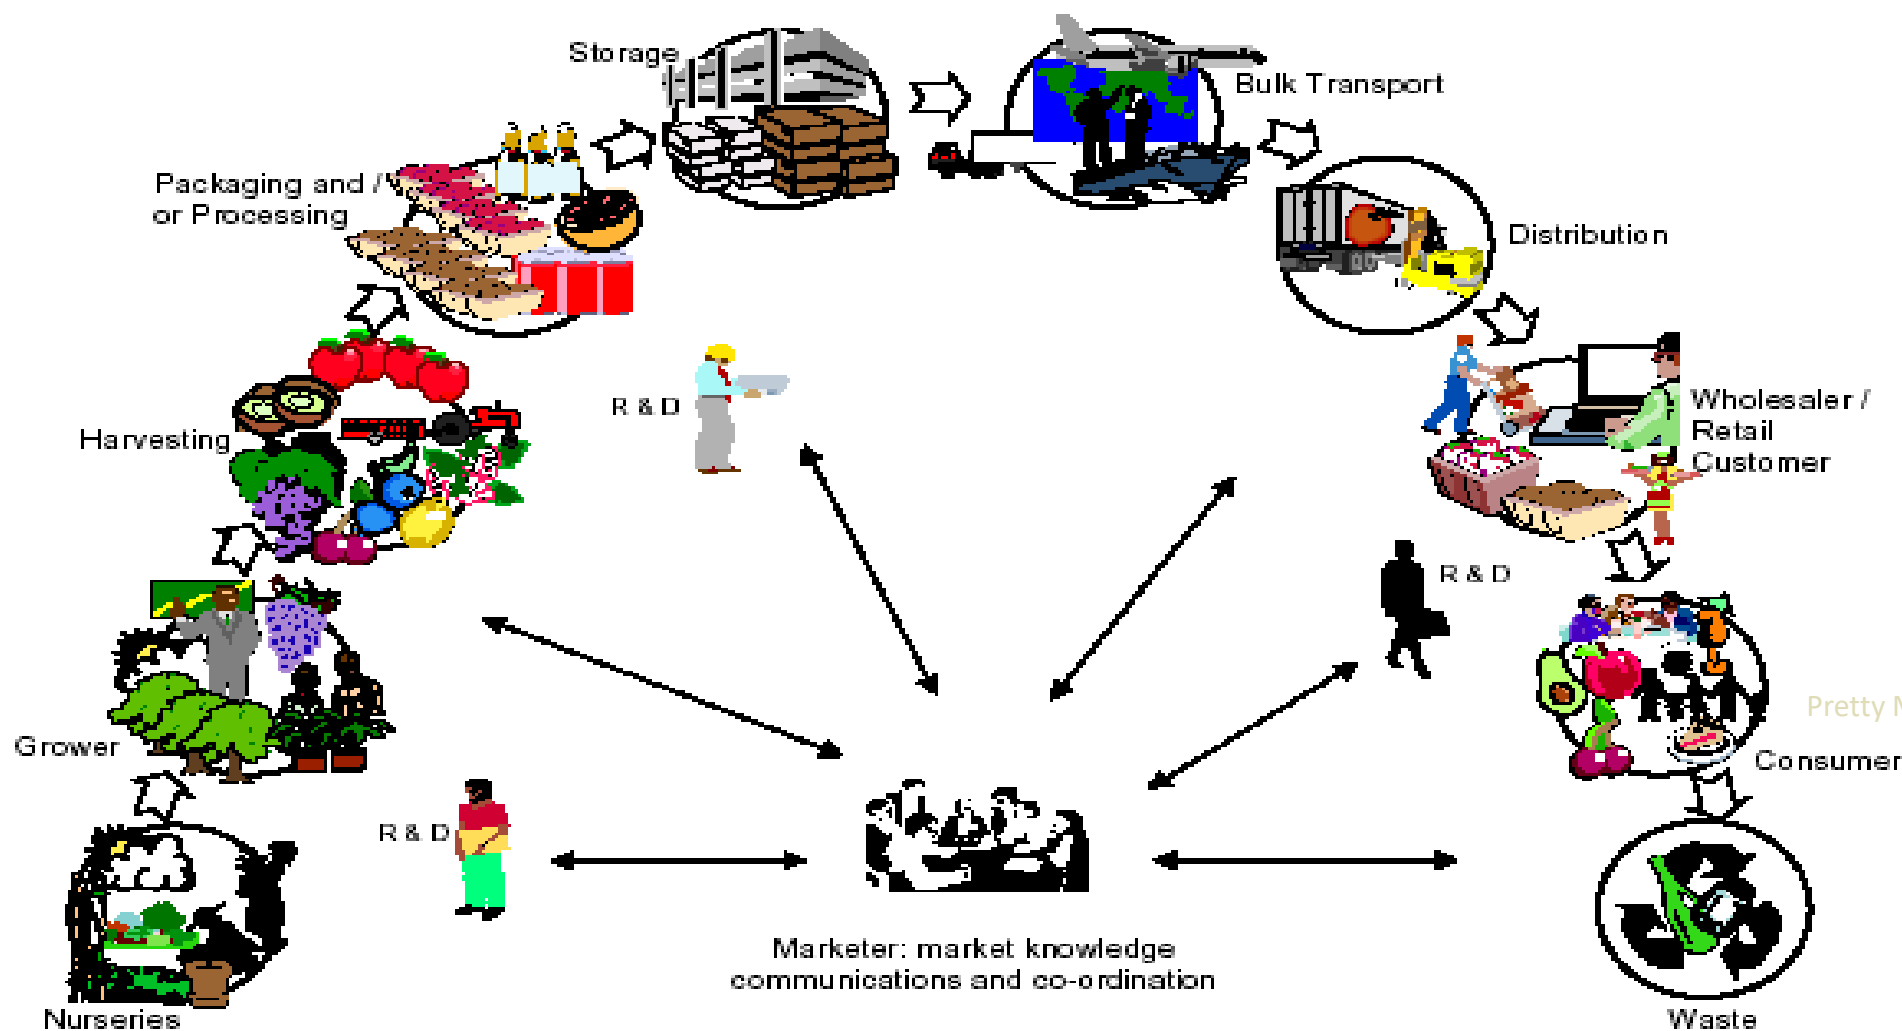 Storage
Bulk Transport
Packaging and /
or Processing
Distribution
R & D
Harvesting
Wholesaler /
Retail
Customer
R & D
Pretty
Grower
Consumer
R & D
Marketer: market knowledge
communications and co-ordination
Nurseries
Waste